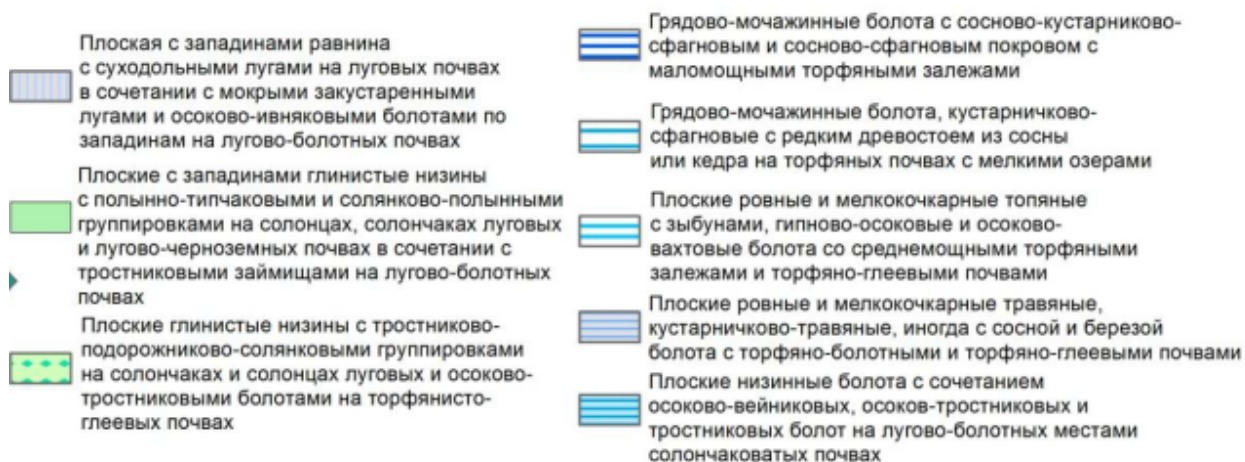 Плоская с западинами равнина
с суходольными лугами на луговых почвах
в сочетании с мокрыми закустаренными
лугами и осоково-ивняковыми болотами по
западинам на лугово-болотных почвах
Плоские с западинами глинистые низины
с полынно-типчаковыми и солянково-полынными
группировками на солонцах, солончаках луговых
и лугово-черноземных почвах в сочетании с
тростниковыми займищами на лугово-болотных
почвах
Плоские глинистые низины с тростниково-
подорожниково-солянковыми группировками
на солончаках и солонцах луговых и осоково-
тростниковыми болотами на торфянисто-
глеевых почвах
Грядово-мочажинные болота с сосново-кустарниково-
сфагновым и сосново-сфагновым покровом с
маломощными торфяными залежами
Грядово-мочажинные болота, кустарничково-
сфагновые с редким древостоем из сосны
или кедра на торфяных почвах с мелкими озерами
Плоские ровные и мелкокочкарные топяные
с зыбунами, гипново-осоковые и осоково-
вахтовые болота со среднемощными торфяными
залежами и торфяно-глеевыми почвами
Плоские ровные и мелкокочкарные травяные,
кустарничково-травяные, иногда с сосной и березой
болота с торфяно-болотными и торфяно-глеевыми почвами
Плоские низинные болота с сочетанием
осоково-вейниковых, осоков-тростниковых и
тростниковых болот на лугово-болотных местами
солончаковатых почвах